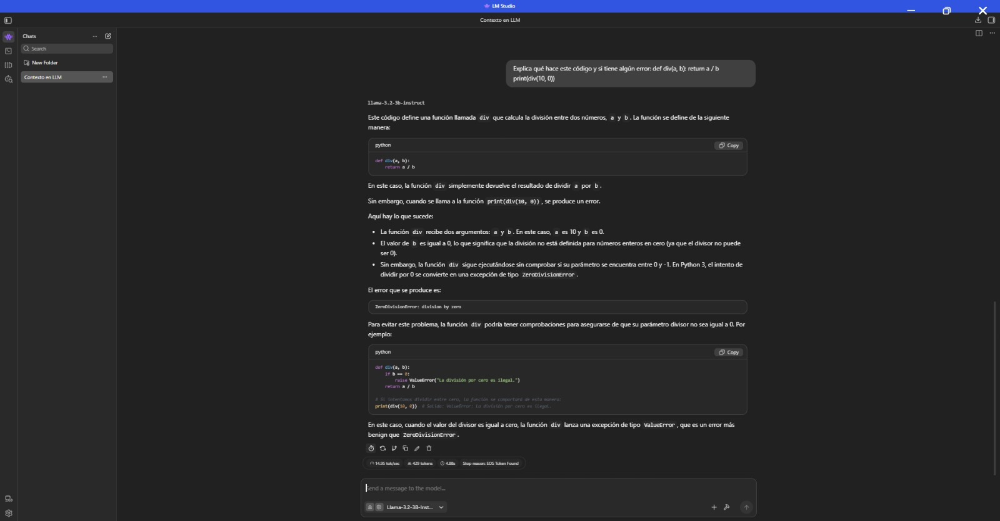 LM Studio
Contexto en LLM
Chats
Search
New Folder
Contexto en LLM
Explica qué hace este código y si tiene algún error: def div(a, b): return a / b
print(div(10, 0))
llama-3.2-3b-instruct
Este código define una función llamada div que calcula la división entre dos números, a y b. La función se define de la siguiente
manera:
python
Copy
def div(a, b):
return a / b
En este caso, la función div simplemente devuelve el resultado de dividir a por b.
Sin embargo, cuando se llama a la función print(div(10, 0)), se produce un error.
Aquí hay lo que sucede:
• La función div recibe dos argumentos: a y b. En este caso, a es 10 y b es 0.
• El valor de b es igual a 0, lo que significa que la división no está definida para números enteros en cero (ya que el divisor no puede
ser 0).
• Sin embargo, la función div sigue ejecutándose sin comprobar si su parámetro se encuentra entre 0 y -1. En Python 3, el intento de
dividir por 0 se convierte en una excepción de tipo ZeroDivisionError.
El error que se produce es:
ZeroDivisionError: division by zero
Para evitar este problema, la función div podría tener comprobaciones para asegurarse de que su parámetro divisor no sea igual a 0. Por
ejemplo:
python
Copy
def div(a, b):
if b == 0:
raise ValueError("La división por cero es ilegal.")
return a / b
# Si intentamos dividir entre cero, la función se comportará de esta manera:
print(div(10, 0)) # Salida: ValueError: La división por cero es ilegal.
En este caso, cuando el valor del divisor es igual a cero, la función div lanza una excepción de tipo ValueError, que es un error más
benign que ZeroDivisionError.
14.95 tok/sec 429 tokens 4.88s Stop reason: EOS Token Found
Send a message to the model...
Llama-3.2-3B-Inst...